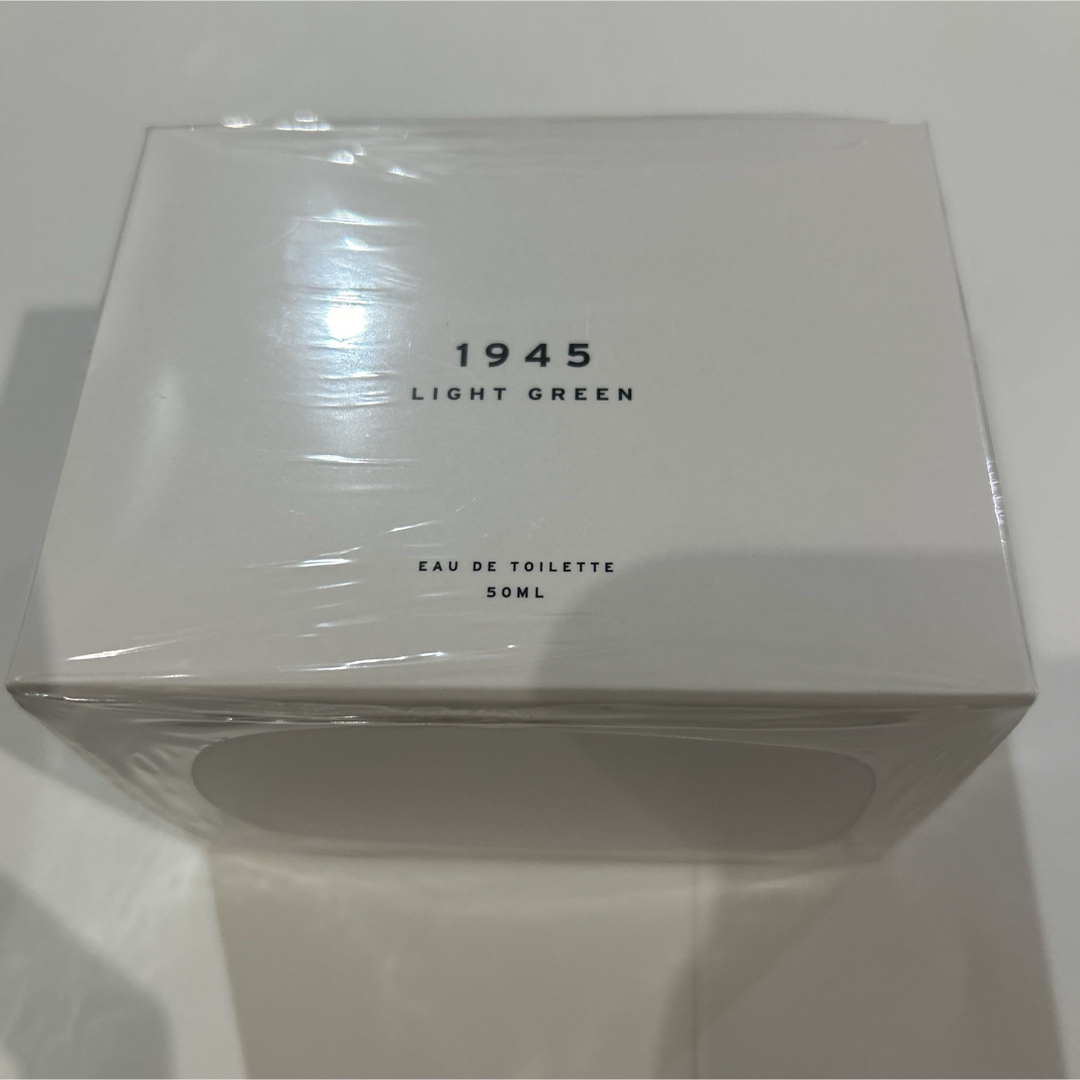 1945
LIGHT GREEN
EAU DE TOILETTE
50ML